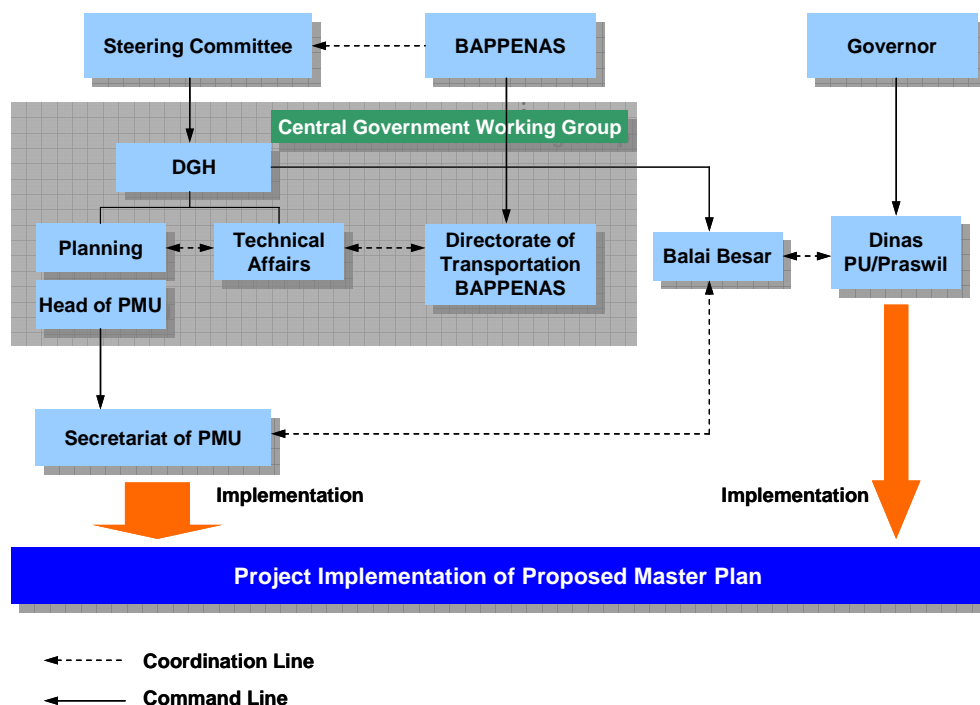 Steering Committee
BAPPENAS
Governor
Central Government Working Group
DGH
Planning
Technical
Affairs
Directorate of
Transportation
BAPPENAS
Balai Besar
Dinas
PU/Praswil
Head of PMU
Secretariat of PMU
Implementation
Implementation
Project Implementation of Proposed Master Plan
Coordination Line
Command Line